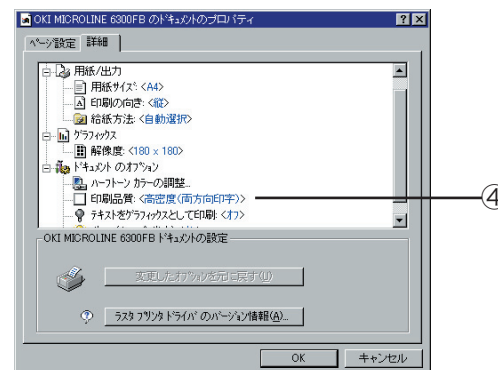 OKI MICROLINE 6300FB のドキュメントのプロパティ
ページ設定 詳細
用紙/出力
用紙サイズ: <A4>
印刷の向き: <縦>
給紙方法: <自動選択>
グラフィックス
解像度: <180 x 180>
ドキュメント のオプション
ハーフトーン カラーの調整...
印刷品質: <高密度(両方向印字)>
④
テキストをグラフィックスとして印刷: <オフ>
OKI MICROLINE 6300FB ドキュメントの設定
変更したオプションを元に戻す(U)
ラスタ プリンタ ドライバ のバージョン情報(A)...
OK キャンセル